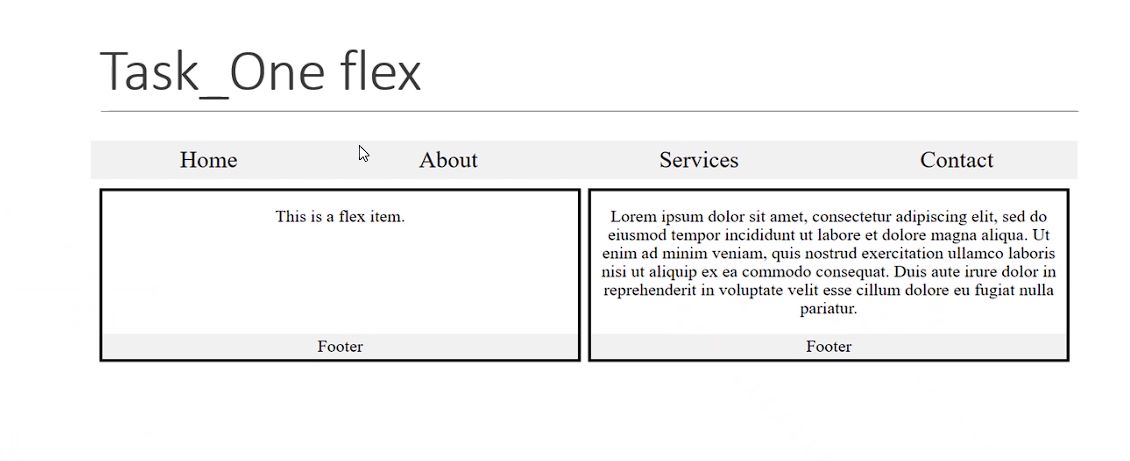 Task_One flex
Home About Services Contact
This is a flex item.
Footer
Lorem ipsum dolor sit amet, consectetur adipiscing elit, sed do
eiusmod tempor incididunt ut labore et dolore magna aliqua. Ut
enim ad minim veniam, quis nostrud exercitation ullamco laboris
nisi ut aliquip ex ea commodo consequat. Duis aute irure dolor in
reprehenderit in voluptate velit esse cillum dolore eu fugiat nulla
pariatur.
Footer